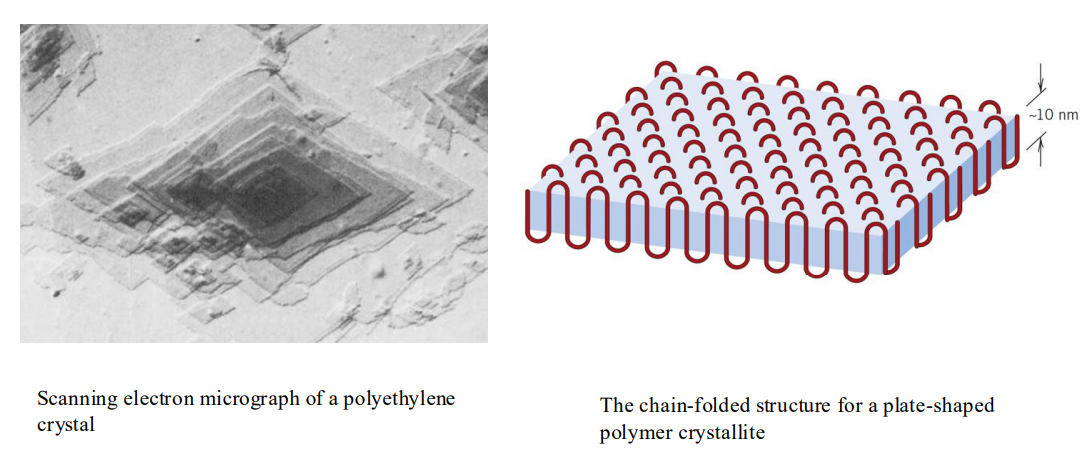 ~10 nm
Scanning electron micrograph of a polyethylene
crystal
The chain-folded structure for a plate-shaped
polymer crystallite